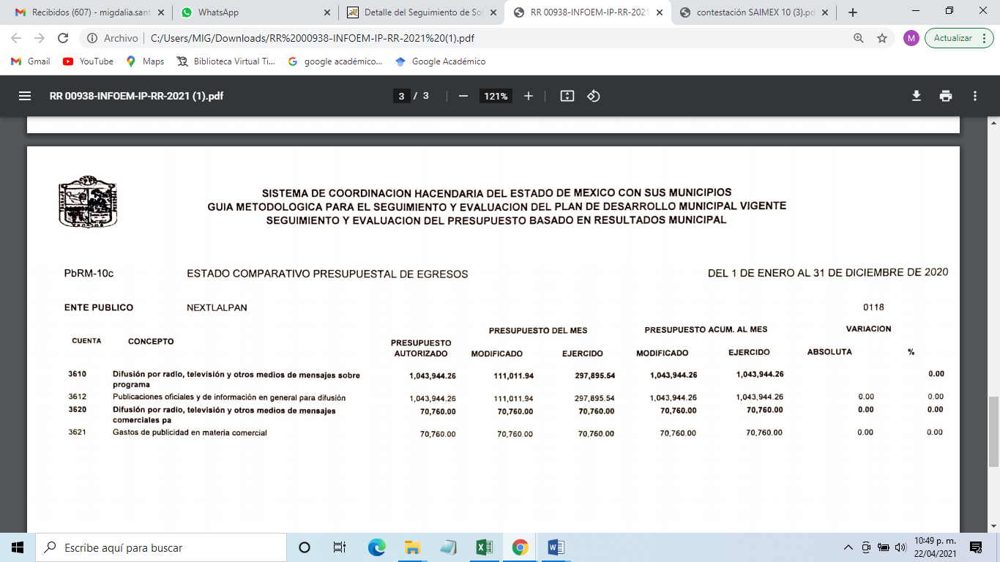 Recibidos (607) - migdalia.sant
WhatsApp
Detalle del Seguimiento de Sol
RR 00938-INFOEM-IP-RR-2021
contestación SAIMEX 10 (3).pd
Archivo
C:/Users/MIG/Downloads/RR%2000938-INFOEM-IP-RR-2021%20(1).pdf
M
Actualizar
Gmail
YouTube
Maps
Biblioteca Virtual Ti...
google académico...
Google Académico
RR 00938-INFOEM-IP-RR-2021 (1).pdf
3 / 3
121%
SISTEMA DE COORDINACION HACENDARIA DEL ESTADO DE MEXICO CON SUS MUNICIPIOS
GUIA METODOLOGICA PARA EL SEGUIMIENTO Y EVALUACION DEL PLAN DE DESARROLLO MUNICIPAL VIGENTE
SEGUIMIENTO Y EVALUACION DEL PRESUPUESTO BASADO EN RESULTADOS MUNICIPAL
PbRM-10c ESTADO COMPARATIVO PRESUPUESTAL DE EGRESOS DEL 1 DE ENERO AL 31 DE DICIEMBRE DE 2020
ENTE PUBLICO NEXTLALPAN 0118
PRESUPUESTO DEL MES PRESUPUESTO ACUM. AL MES VARIACION
CUENTA CONCEPTO PRESUPUESTO
AUTORIZADO MODIFICADO EJERCIDO MODIFICADO EJERCIDO ABSOLUTA %
3610 Difusión por radio, televisión y otros medios de mensajes sobre 1,043,944.26 111,011.94 297,895.54 1,043,944.26 1,043,944.26 0.00
programa
3612 Publicaciones oficiales y de información en general para difusión 1,043,944.26 111,011.94 297,895.54 1,043,944.26 1,043,944.26 0.00 0.00
3620 Difusión por radio, televisión y otros medios de mensajes 70,760.00 70,760.00 70,760.00 70,760.00 70,760.00 0.00 0.00
comerciales pa
3621 Gastos de publicidad en materia comercial 70,760.00 70,760.00 70,760.00 70,760.00 70,760.00 0.00 0.00
Escribe aquí para buscar
10:49 p. m.
22/04/2021